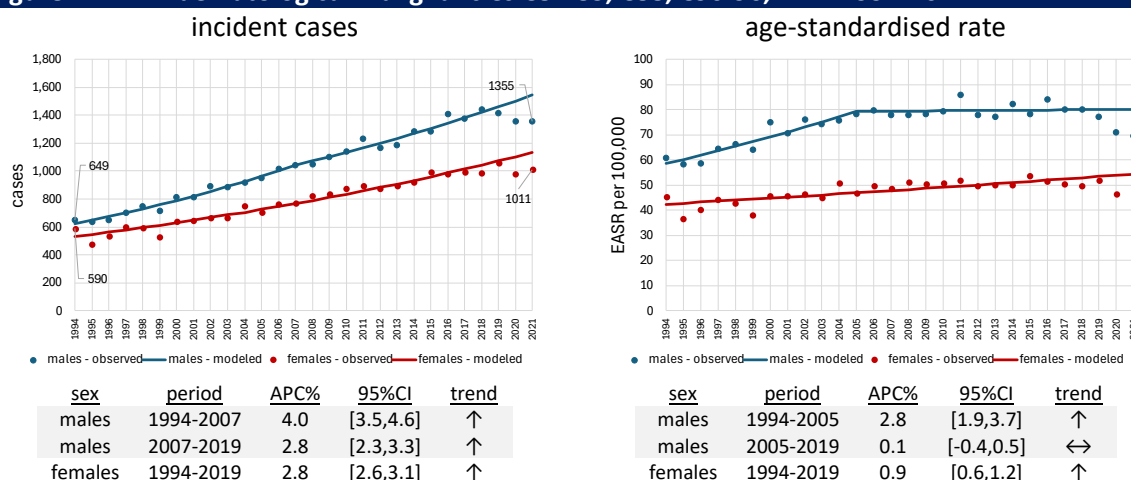 incident cases
1,800
1,600
1,400
1,200
1,000
800
600
400
200
0
cases
649
590
1355
1011
1994 1995 1996 1997 1998 1999 2000 2001 2002 2003 2004 2005 2006 2007 2008 2009 2010 2011 2012 2013 2014 2015 2016 2017 2018 2019 2020 2021
males - observed males - modeled females - observed females - modeled
sex period APC% 95%CI trend
males 1994-2007 4.0 [3.5,4.6] ↑
males 2007-2019 2.8 [2.3,3.3] ↑
females 1994-2019 2.8 [2.6,3.1] ↑
age-standardised rate
100
90
80
70
60
50
40
30
20
10
0
EASR per 100,000
1994 1995 1996 1997 1998 1999 2000 2001 2002 2003 2004 2005 2006 2007 2008 2009 2010 2011 2012 2013 2014 2015 2016 2017 2018 2019 2020
males - observed males - modeled females - observed females - modeled
sex period APC% 95%CI trend
males 1994-2005 2.8 [1.9,3.7] ↑
males 2005-2019 0.1 [-0.4,0.5] ↔
females 1994-2019 0.9 [0.6,1.2] ↑